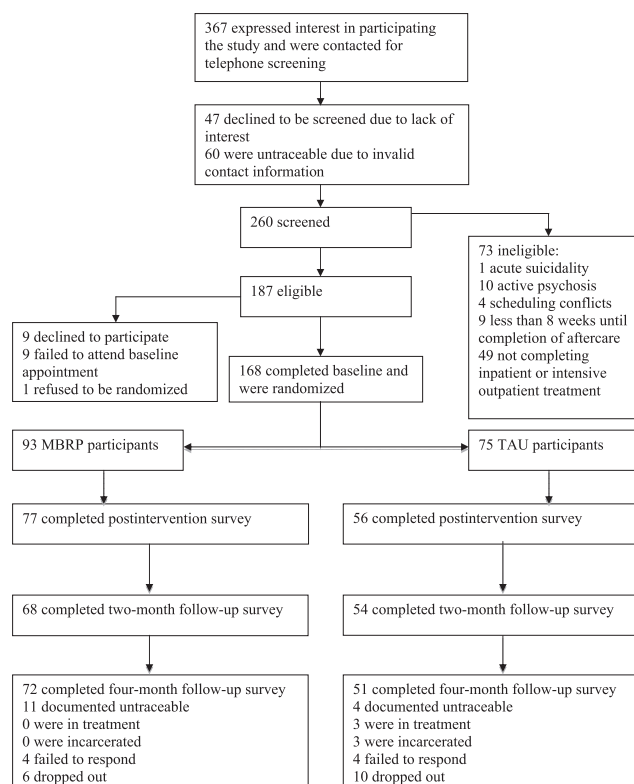 367 expressed interest in participating
the study and were contacted for
telephone screening
47 declined to be screened due to lack of
interest
60 were untraceable due to invalid
contact information
260 screened
73 ineligible:
1 acute suicidality
10 active psychosis
4 scheduling conflicts
9 less than 8 weeks until
completion of aftercare
49 not completing
inpatient or intensive
outpatient treatment
187 eligible
9 declined to participate
9 failed to attend baseline
appointment
1 refused to be randomized
168 completed baseline and
were randomized
93 MBRP participants
75 TAU participants
77 completed postintervention survey
56 completed postintervention survey
68 completed two-month follow-up survey
54 completed two-month follow-up survey
72 completed four-month follow-up survey
11 documented untraceable
0 were in treatment
0 were incarcerated
4 failed to respond
6 dropped out
51 completed four-month follow-up survey
4 documented untraceable
3 were in treatment
3 were incarcerated
4 failed to respond
10 dropped out